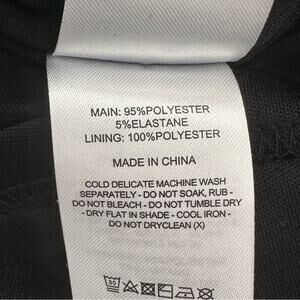 MAIN: 95%POLYESTER
5%ELASTANE
LINING: 100%POLYESTER
MADE IN CHINA
COLD DELICATE MACHINE WASH
SEPARATELY - DO NOT SOAK, RUB -
DO NOT BLEACH - DO NOT TUMBLE DRY
- DRY FLAT IN SHADE - COOL IRON -
DO NOT DRYCLEAN (X)
30